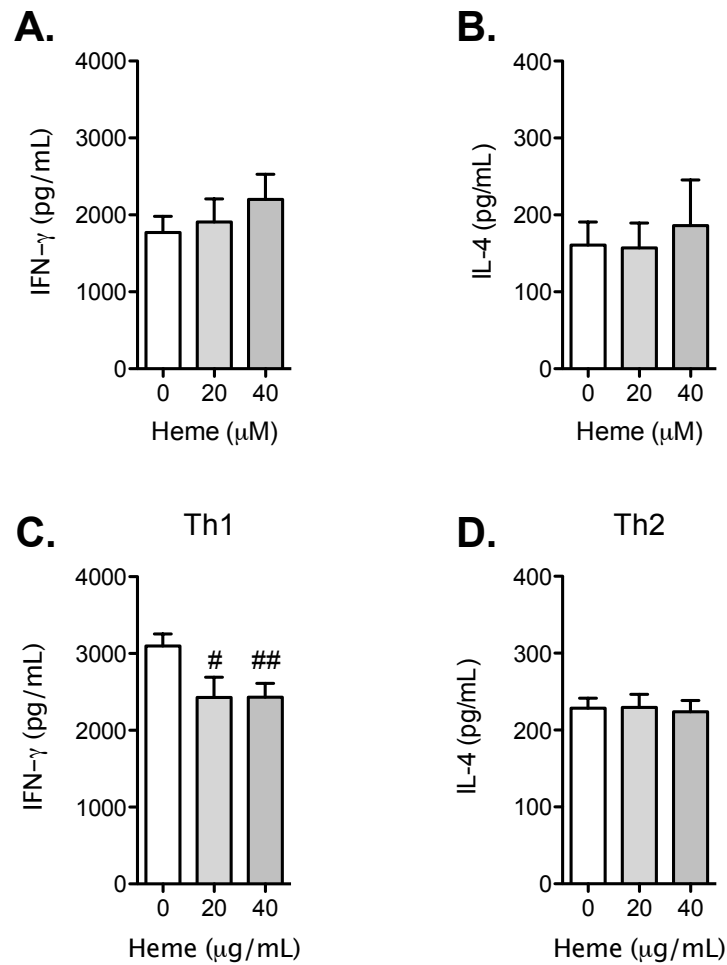 A.
4000
3000
2000
1000
0
IFN–γ (pg/mL)
0 20 40
Heme (μM)
B.
400
300
200
100
0
IL-4 (pg/mL)
0 20 40
Heme (μM)
C.
Th1
4000
3000
2000
1000
0
IFN–γ (pg/mL)
# ##
0 20 40
Heme (μg/mL)
D.
Th2
400
300
200
100
0
IL-4 (pg/mL)
0 20 40
Heme (μg/mL)